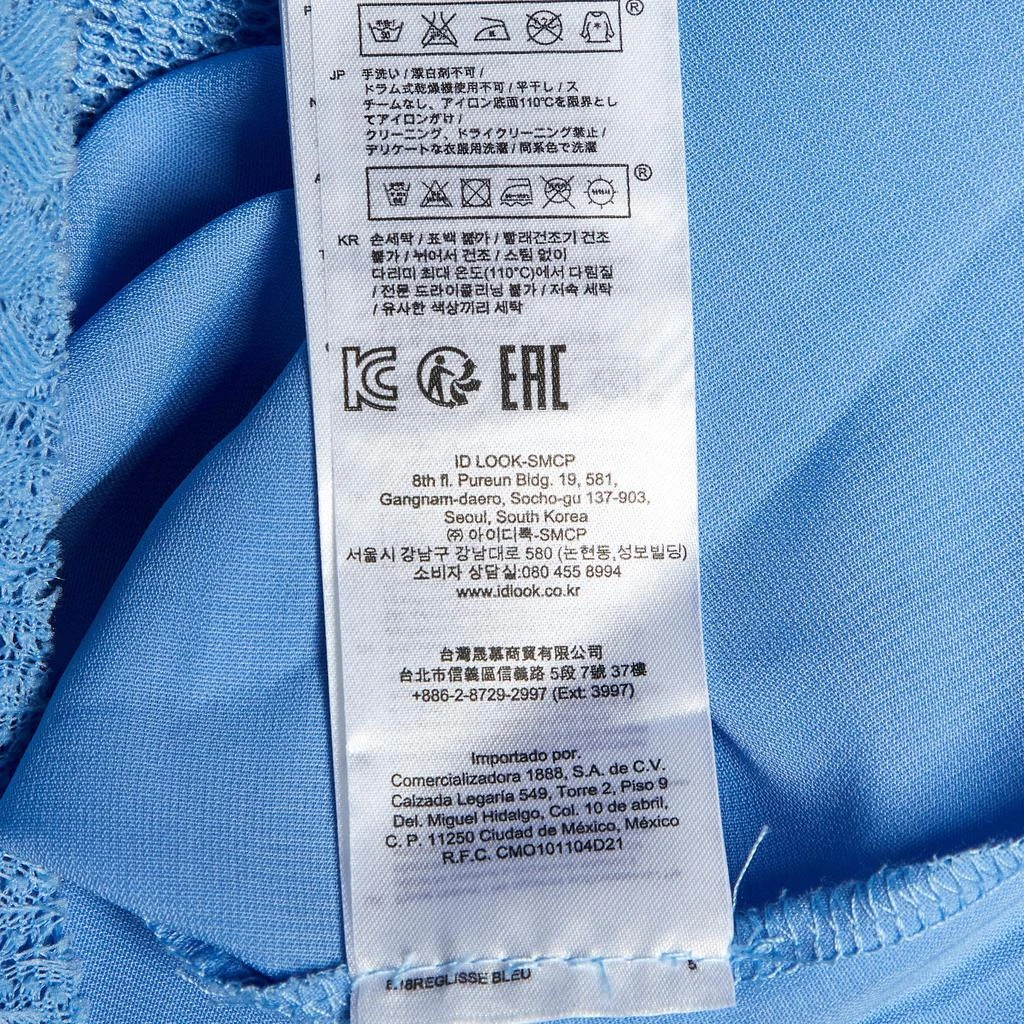 ®
JP 手洗い / 漂白剤不可 /
ドラム式乾燥機使用不可 / 平干し / ス
チームなし、アイロン底面110℃を限界とし
てアイロンがけ /
クリーニング、ドライクリーニング禁止 /
デリケートな衣服用洗濯 / 同系色で洗濯
®
KR 손세탁 / 표백 불가 / 빨래건조기 건조
불가 / 뉘어서 건조 / 스팀 없이
다리미 최대 온도(110°C)에서 다림질
/ 전문 드라이클리닝 불가 / 저속 세탁
/ 유사한 색상끼리 세탁
KC EAC
ID LOOK-SMCP
8th fl. Pureun Bldg. 19, 581,
Gangnam-daero, Socho-gu 137-903,
Seoul, South Korea
㈜ 아이디룩-SMCP
서울시 강남구 강남대로 580 (논현동,성보빌딩)
소비자 상담실:080 455 8994
www.idlook.co.kr
台灣晟慕商貿有限公司
台北市信義區信義路 5段 7號 37樓
+886-2-8729-2997 (Ext: 3997)
Importado por:
Comercializadora 1888, S.A. de C.V.
Calzada Legaria 549, Torre 2, Piso 9
Del. Miguel Hidalgo, Col. 10 de abril,
C. P. 11250 Ciudad de México, México
R.F.C. CMO101104D21
REGLISSE BLEU